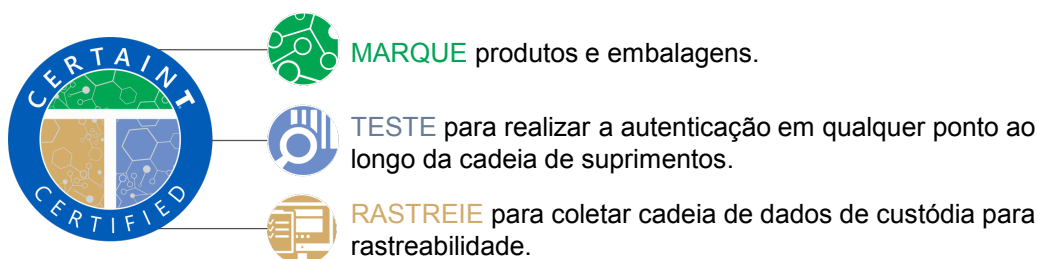 CERTAINT
CERTIFIED
MARQUE produtos e embalagens.
TESTE para realizar a autenticação em qualquer ponto ao
longo da cadeia de suprimentos.
RASTREIE para coletar cadeia de dados de custódia para
rastreabilidade.